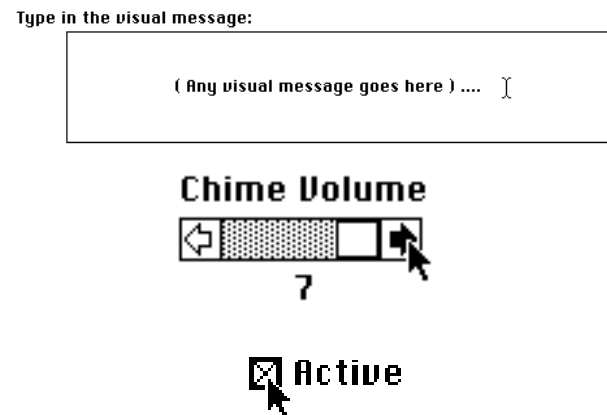 Type in the visual message:
( Any visual message goes here ) ....
Chime Volume
7
Active